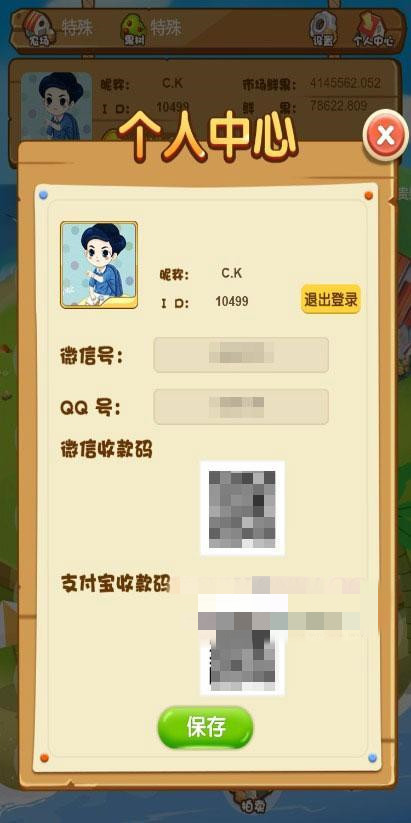 农场 特殊 果树 特殊 设置 个人中心
昵称： C.K 市场鲜果： 4145562.052
ID： 10499 鲜 果： 78622.809
个人中心
昵称： C.K
ID： 10499
退出登录
微信号：
QQ 号：
微信收款码
支付宝收款码
保存
拍卖